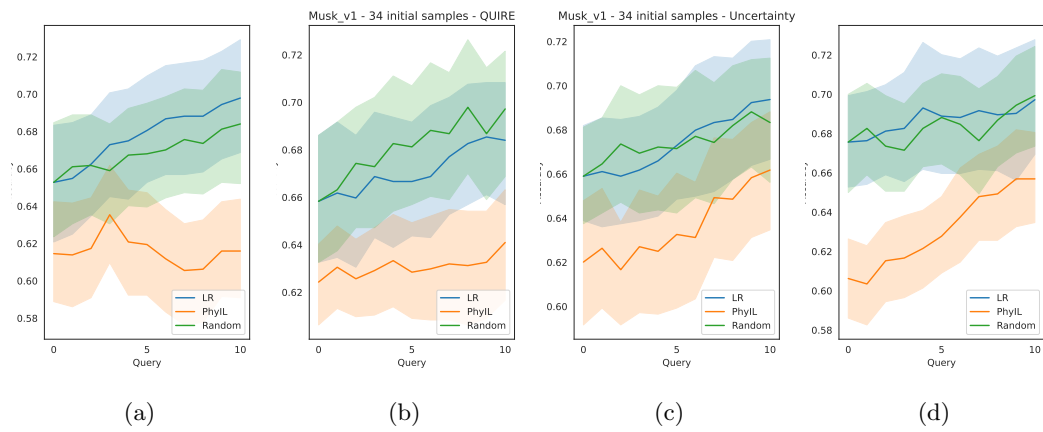 Musk_v1 - 34 initial samples - QUIRE
Musk_v1 - 34 initial samples - Uncertainty
0.72
0.70
0.68
0.66
0.64
0.62
0.60
0.58
0
5
10
Query
LR
PhyIL
Random
0.72
0.70
0.68
0.66
0.64
0.62
0
5
10
Query
LR
PhyIL
Random
0.72
0.70
0.68
0.66
0.64
0.62
0.60
0
5
10
Query
LR
PhyIL
Random
0.72
0.70
0.68
0.66
0.64
0.62
0.60
0.58
0
5
10
Query
LR
PhyIL
Random
(a)
(b)
(c)
(d)